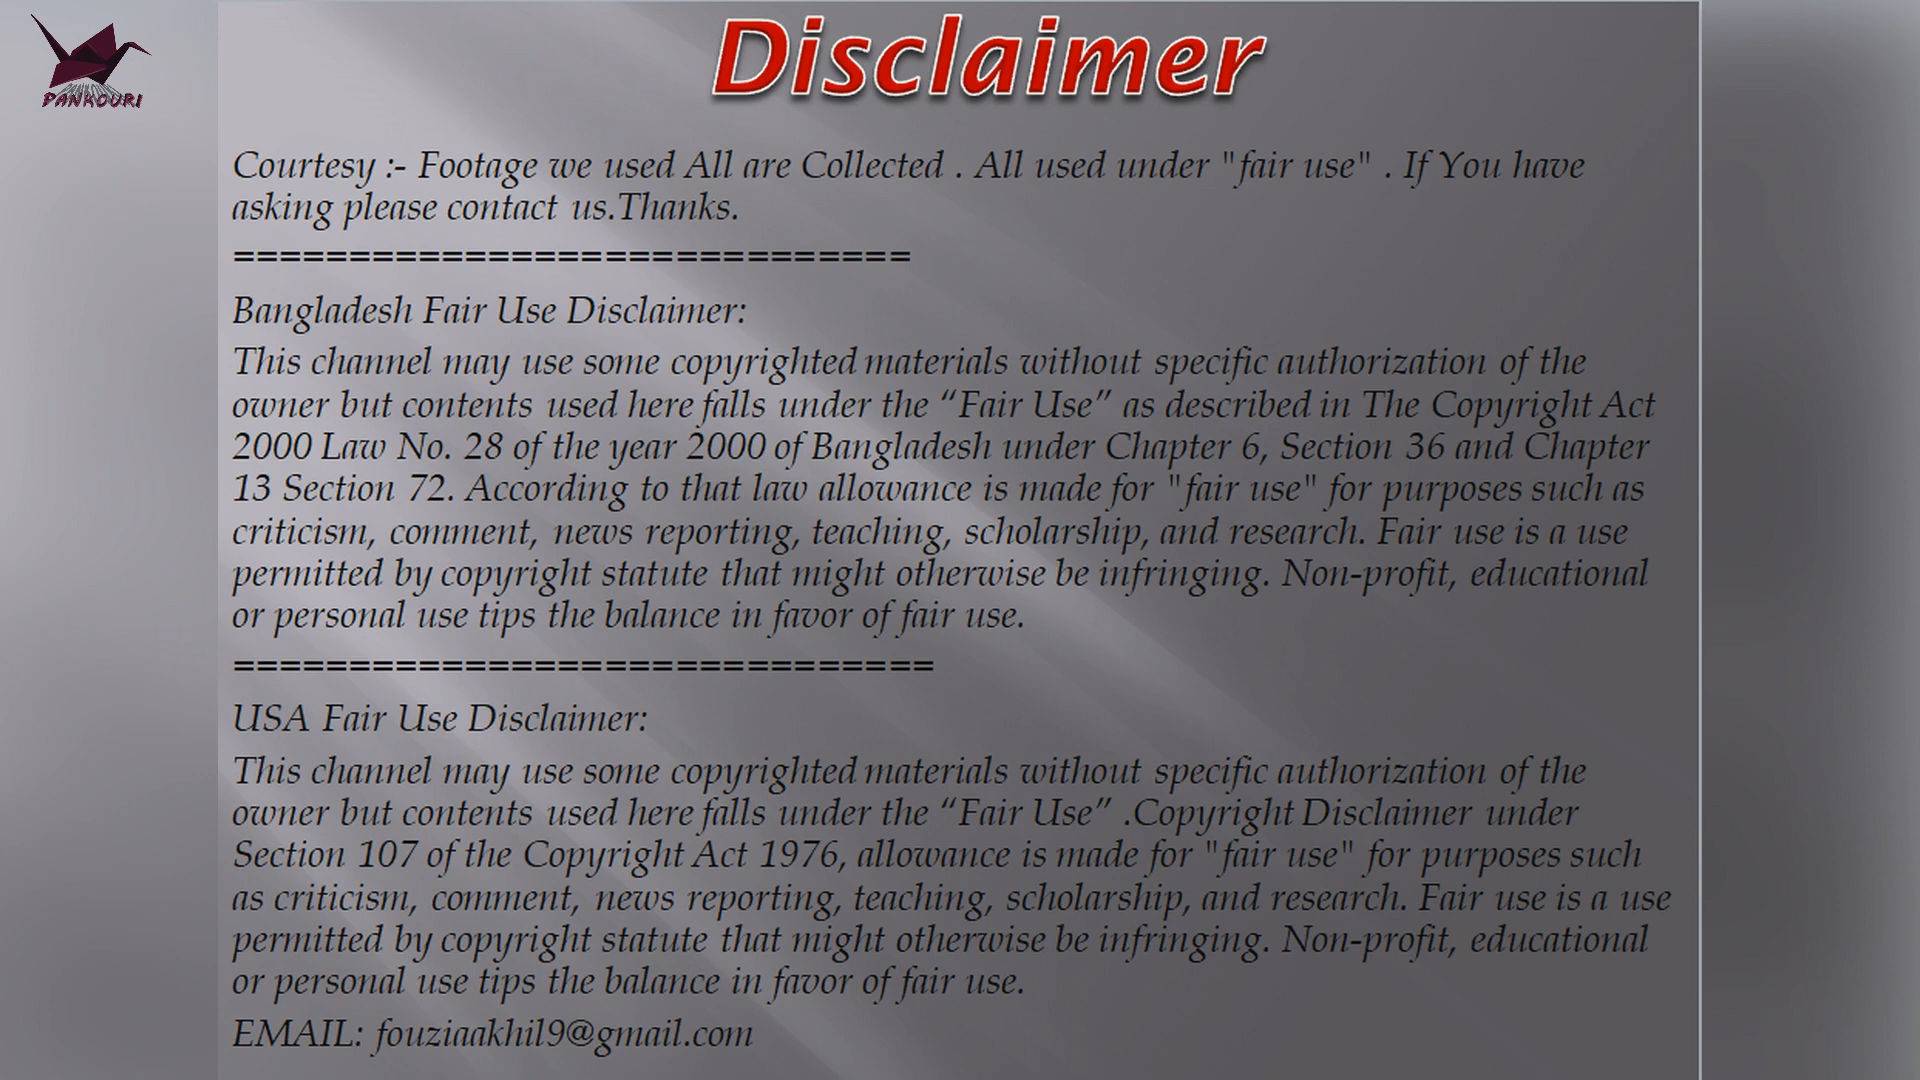 PANKOURI
Disclaimer
Courtesy :- Footage we used All are Collected . All used under "fair use" . If You have
asking please contact us.Thanks.
=============================
Bangladesh Fair Use Disclaimer:
This channel may use some copyrighted materials without specific authorization of the
owner but contents used here falls under the “Fair Use” as described in The Copyright Act
2000 Law No. 28 of the year 2000 of Bangladesh under Chapter 6, Section 36 and Chapter
13 Section 72. According to that law allowance is made for "fair use" for purposes such as
criticism, comment, news reporting, teaching, scholarship, and research. Fair use is a use
permitted by copyright statute that might otherwise be infringing. Non-profit, educational
or personal use tips the balance in favor of fair use.
==============================
USA Fair Use Disclaimer:
This channel may use some copyrighted materials without specific authorization of the
owner but contents used here falls under the “Fair Use” .Copyright Disclaimer under
Section 107 of the Copyright Act 1976, allowance is made for "fair use" for purposes such
as criticism, comment, news reporting, teaching, scholarship, and research. Fair use is a use
permitted by copyright statute that might otherwise be infringing. Non-profit, educational
or personal use tips the balance in favor of fair use.
EMAIL: fouziaakhil9@gmail.com